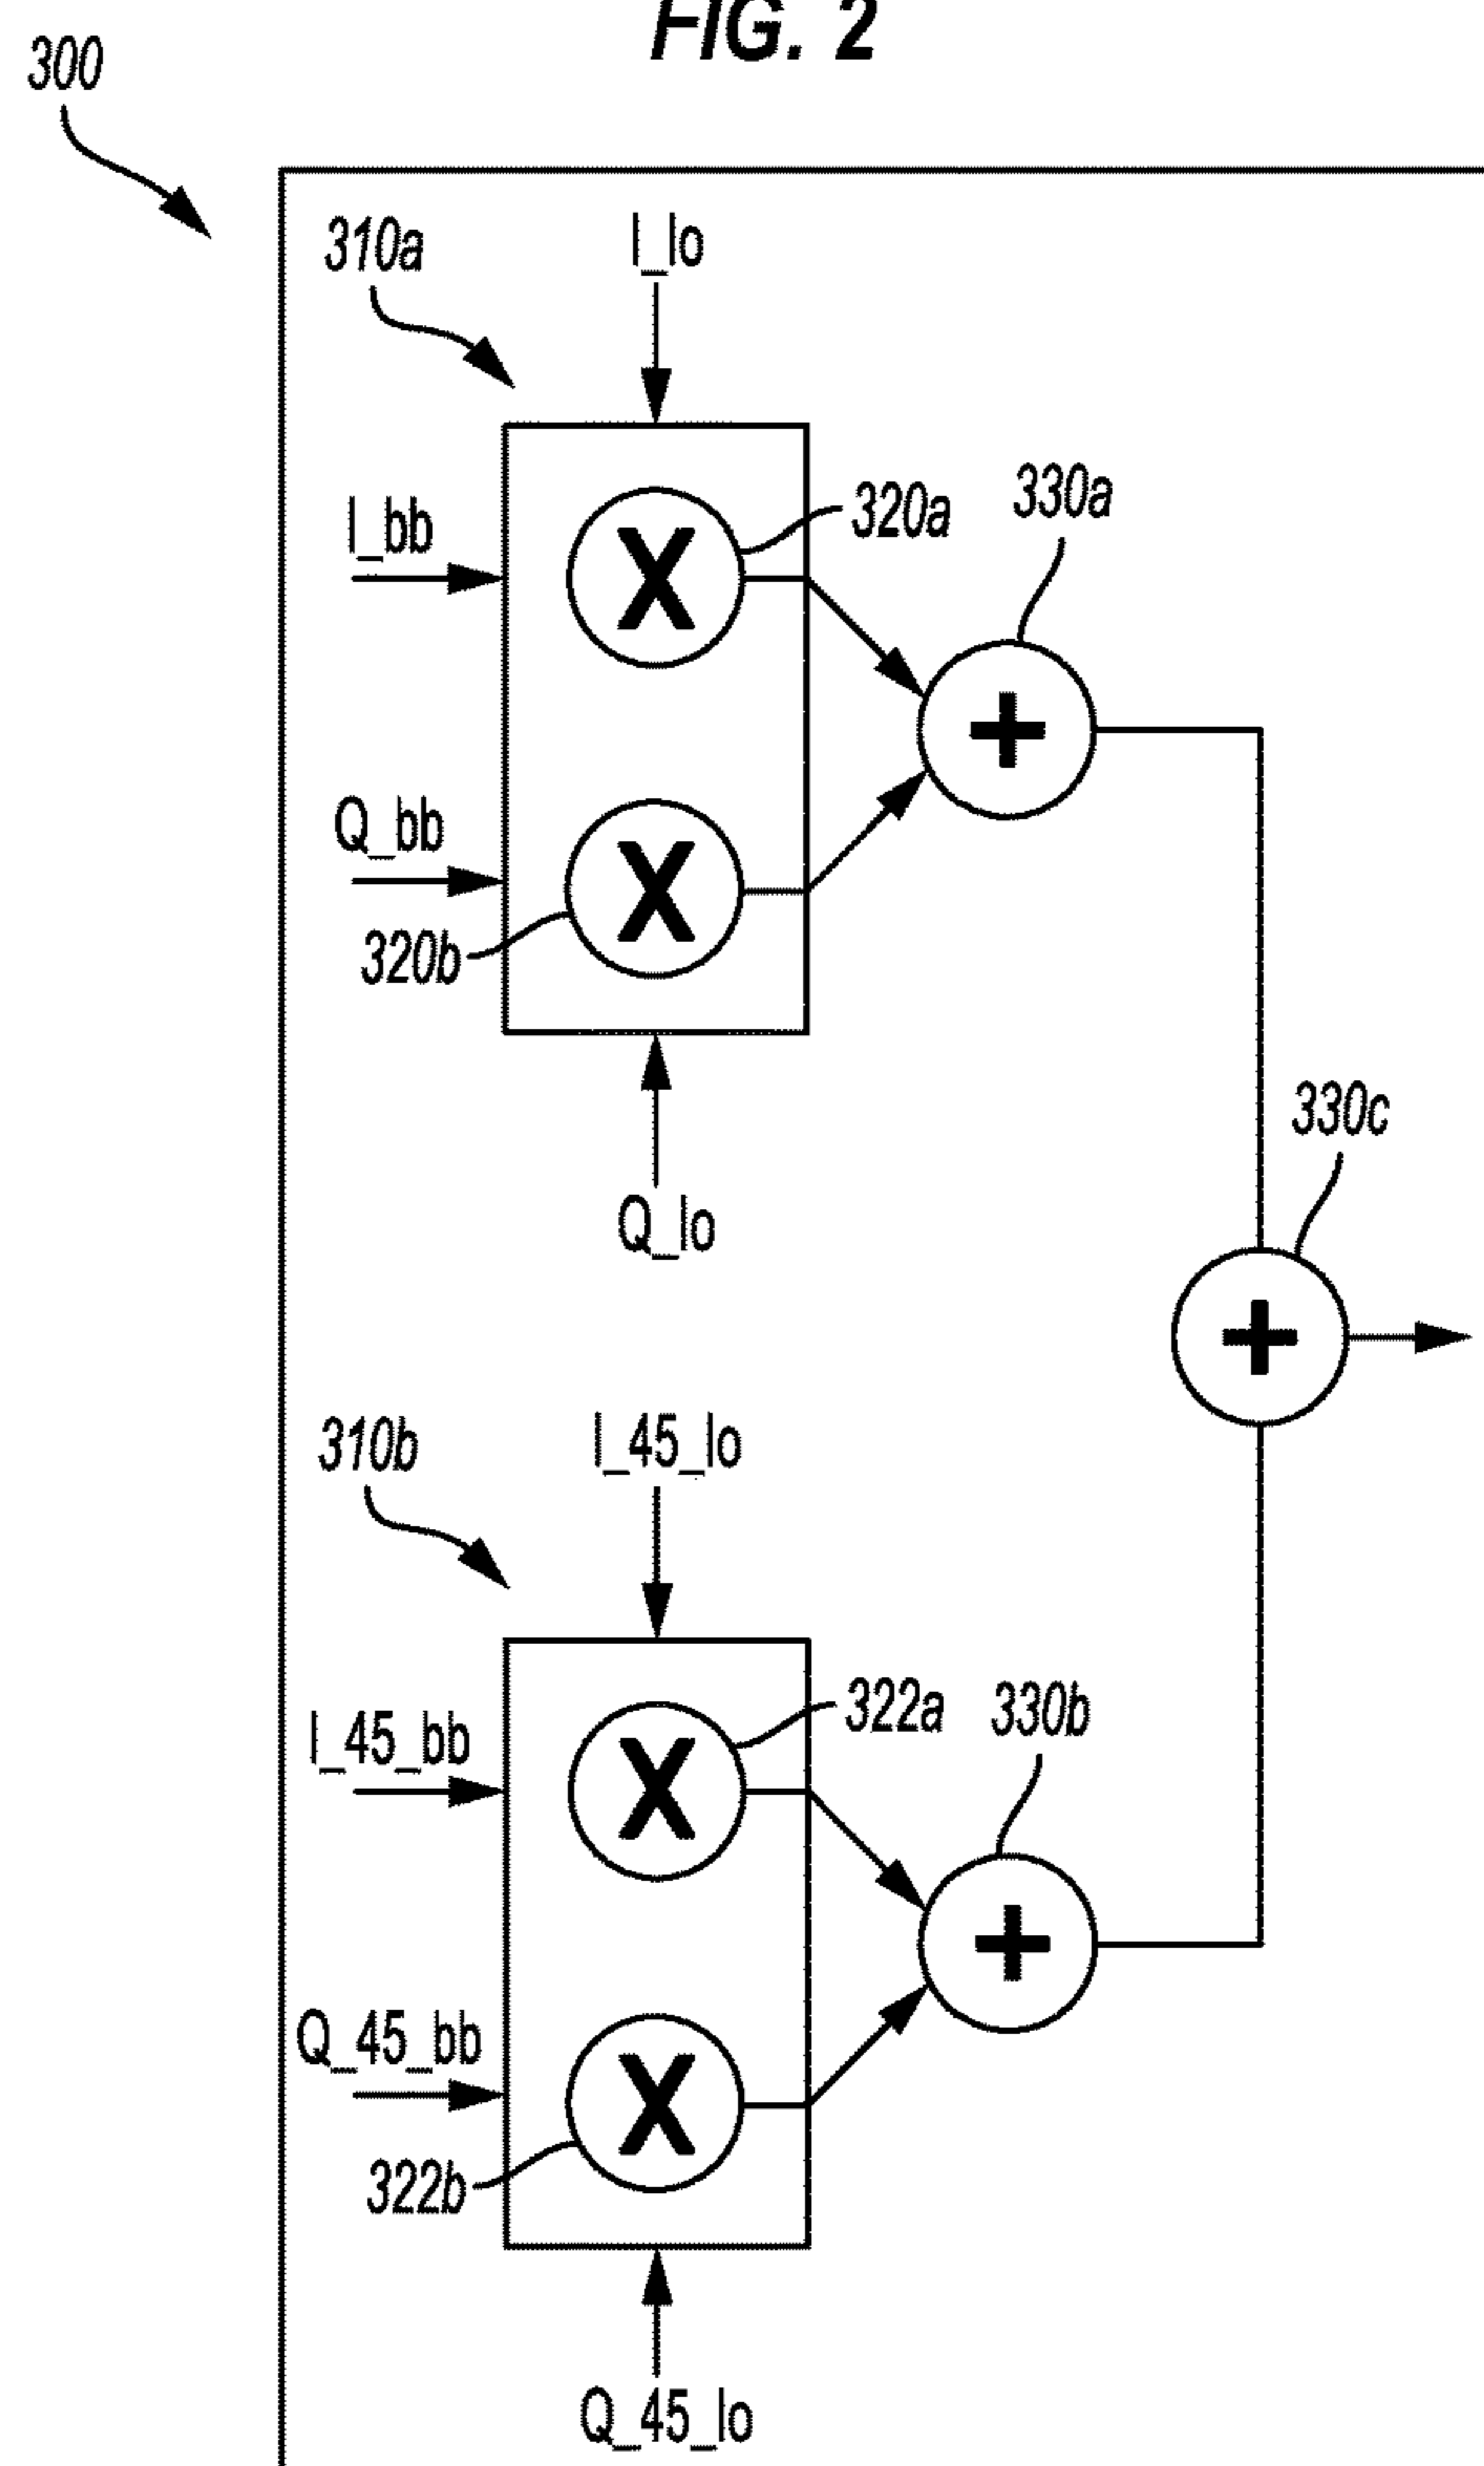 FIG. 2
300
310a
I_lo
I_bb
X
320a
330a
+
Q_bb
X
320b
Q_lo
330c
+
310b
I_45_lo
I_45_bb
X
322a
330b
+
Q_45_bb
X
322b
Q_45_lo